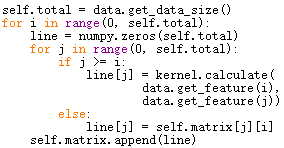 self.total = data.get_data_size()
for i in range(0, self.total):
    line = numpy.zeros(self.total)
    for j in range(0, self.total):
        if j >= i:
            line[j] = kernel.calculate(
                    data.get_feature(i),
                    data.get_feature(j))
        else:
            line[j] = self.matrix[j][i]
    self.matrix.append(line)